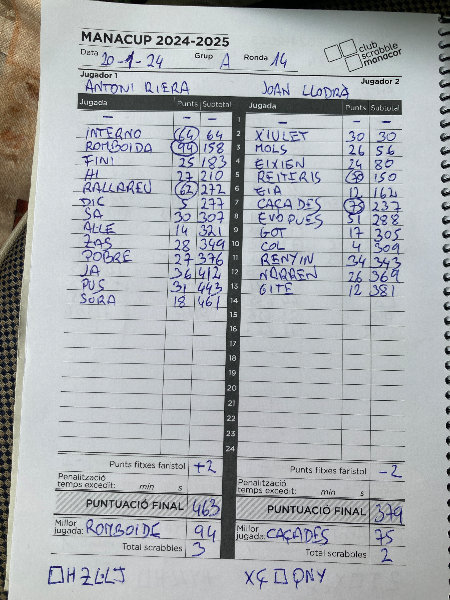 MANACUP 2024-2025
Data 20-1-24 Grup A Ronda 14
club scrabble manacor
Jugador 1 Jugador 2
ANTONI RIERA JOAN LLODRA
Jugada Punts Subtotal Jugada Punts Subtotal
— — — 1 — — —
INTERNO 64 64 2 XIULET 30 30
ROMBOIDA 94 158 3 MOLS 26 56
FINI 25 183 4 EIXIEN 24 80
HI 27 210 5 REITERIS 150
RALLAREU 62 272 6 EIA 12 162
DIC 5 277 7 CAÇADES 75 237
SA 30 307 8 EVOQUES 51 288
ALLE 14 321 9 GOT 17 305
ZAS 28 349 10 COL 4 309
POBRE 27 376 11 RENYIN 34 343
JA 36 412 12 NARREN 26 369
PUS 31 443 13 GITE 12 381
SORA 18 461 14
15
16
17
18
19
20
21
22
23
24
Punts fitxes faristol +2 Punts fitxes faristol -2
Penalització temps excedit: min s Penalització temps excedit: min s
PUNTUACIÓ FINAL 463 PUNTUACIÓ FINAL 379
Millor jugada: ROMBOIDE 94 Millor jugada: CAÇADES 75
Total scrabbles 3 Total scrabbles 2